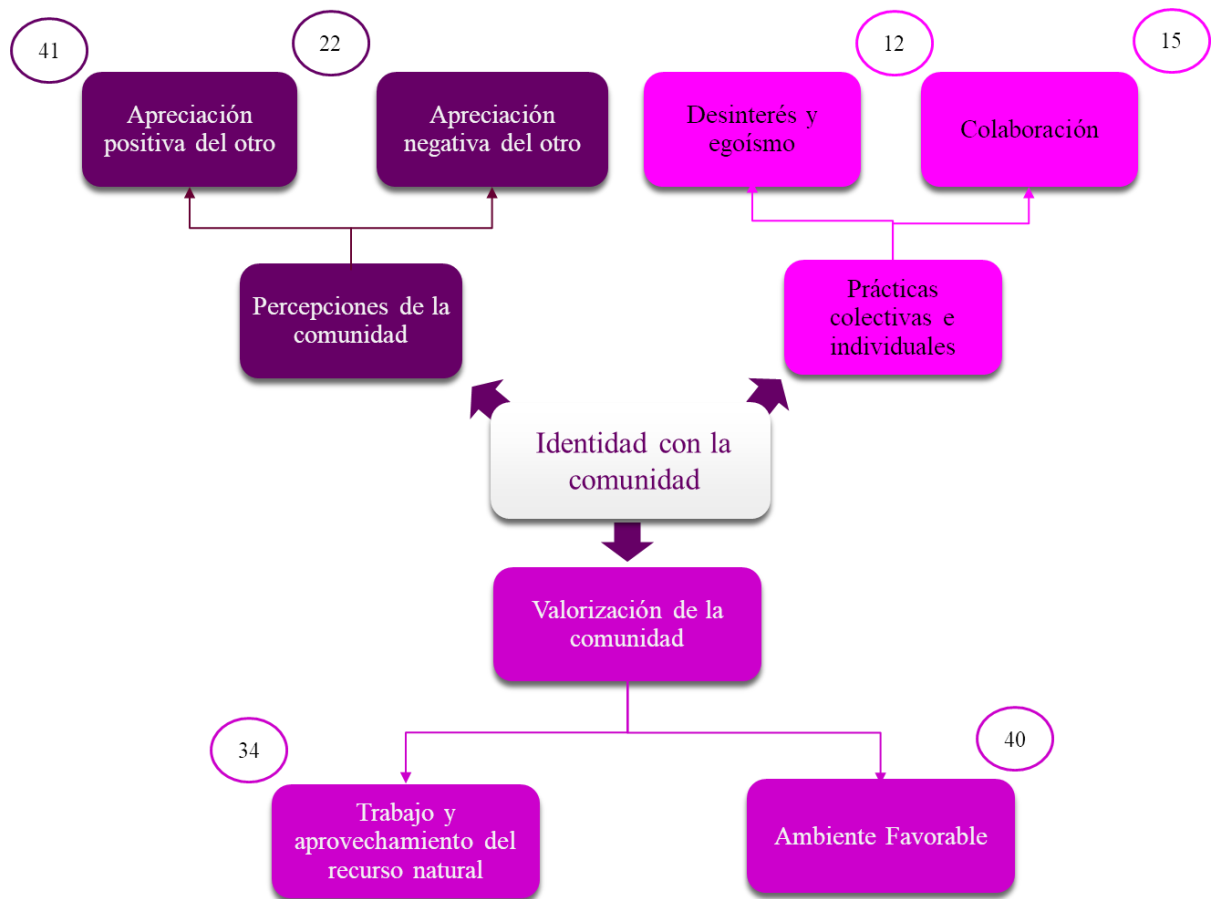 41
22
12
15
Apreciación
positiva del otro
Apreciación
negativa del otro
Desinterés y
egoísmo
Colaboración
Percepciones de la
comunidad
Prácticas
colectivas e
individuales
Identidad con la
comunidad
Valorización de la
comunidad
34
40
Trabajo y
aprovechamiento del
recurso natural
Ambiente Favorable